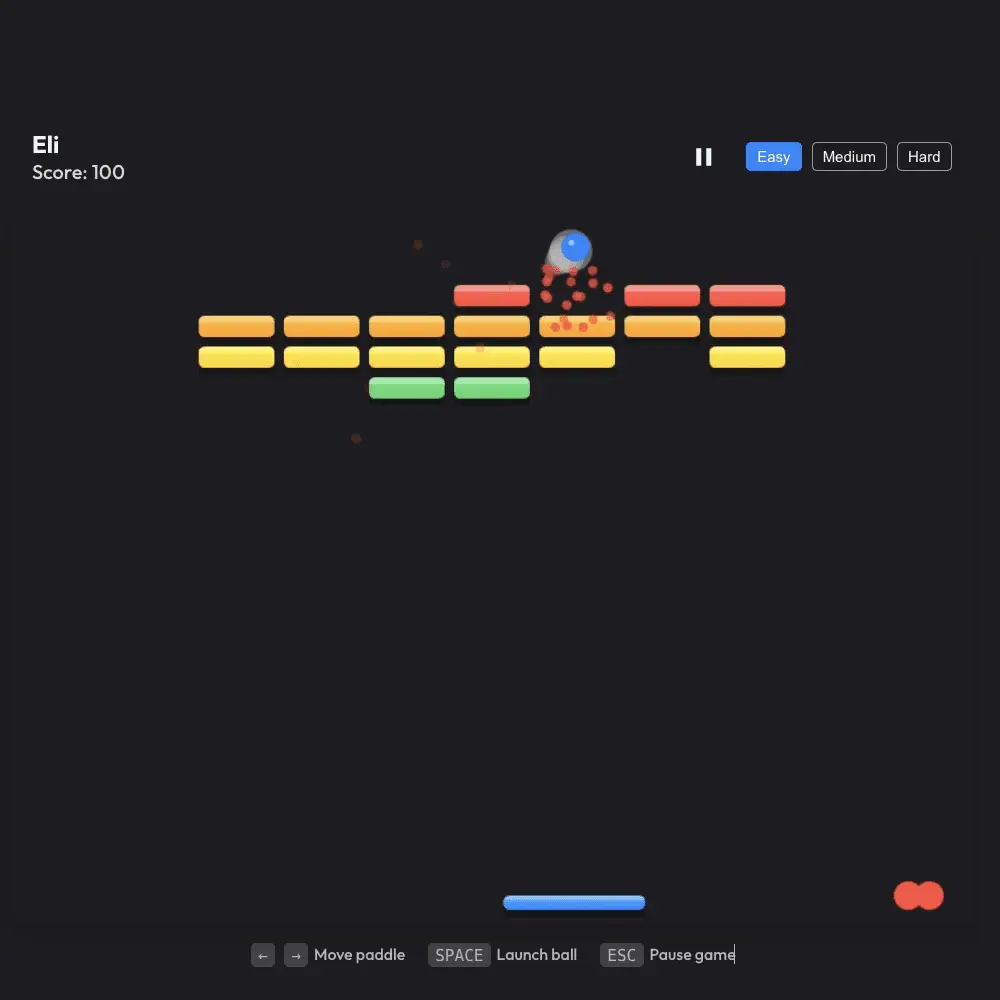 Eli
Score: 100
Easy Medium Hard
← → Move paddle SPACE Launch ball ESC Pause game